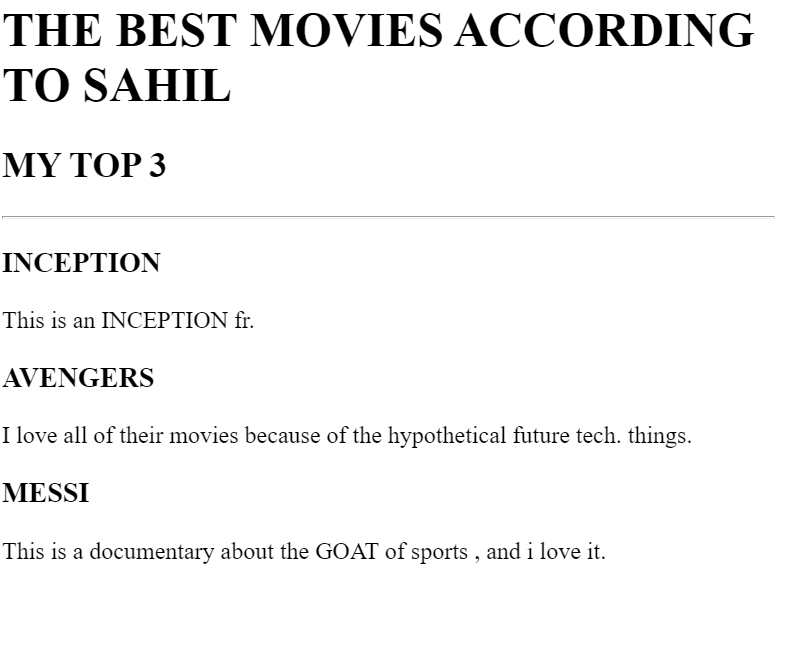 THE BEST MOVIES ACCORDING
TO SAHIL
MY TOP 3
INCEPTION
This is an INCEPTION fr.
AVENGERS
I love all of their movies because of the hypothetical future tech. things.
MESSI
This is a documentary about the GOAT of sports , and i love it.